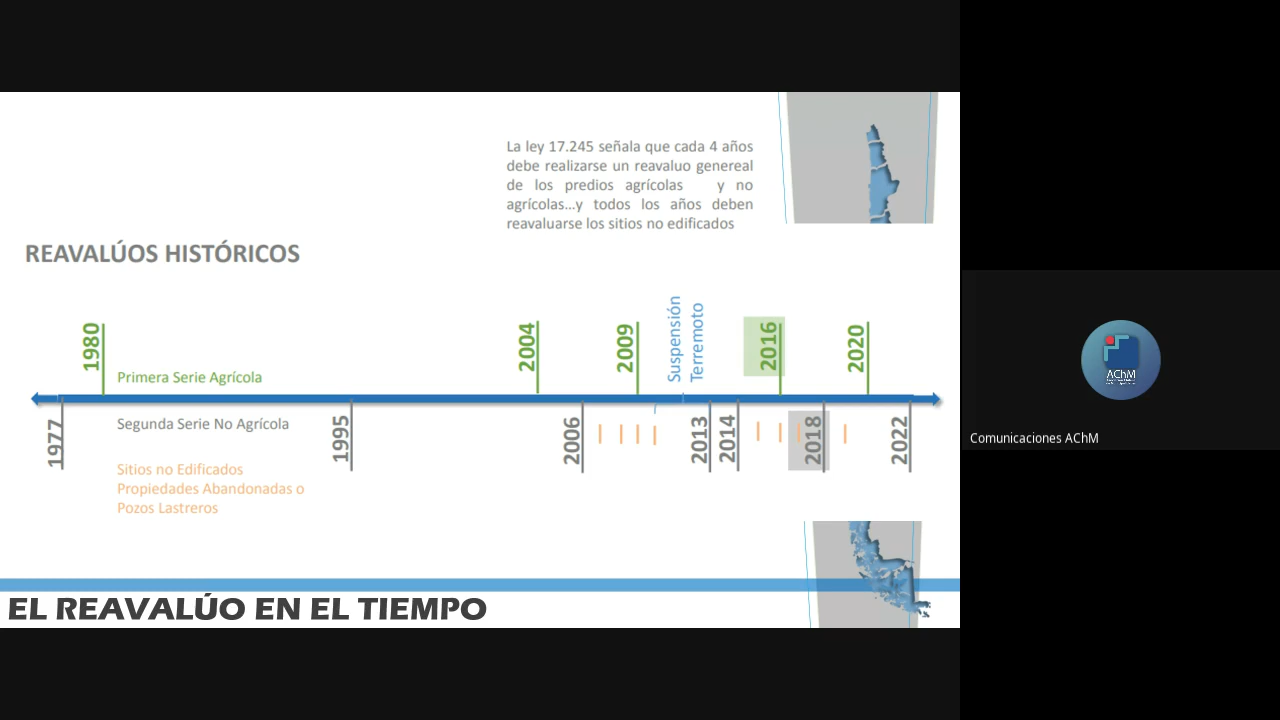 La ley 17.245 señala que cada 4 años
debe realizarse un reavaluo genereal
de los predios agrícolas y no
agrícolas...y todos los años deben
reavaluarse los sitios no edificados
REAVALÚOS HISTÓRICOS
1980
2004
2009
Suspensión
Terremoto
2016
2020
Primera Serie Agrícola
1977
Segunda Serie No Agrícola
1995
2006
2013
2014
2018
2022
Sitios no Edificados
Propiedades Abandonadas o
Pozos Lastreros
EL REAVALÚO EN EL TIEMPO
AChM
Comunicaciones AChM